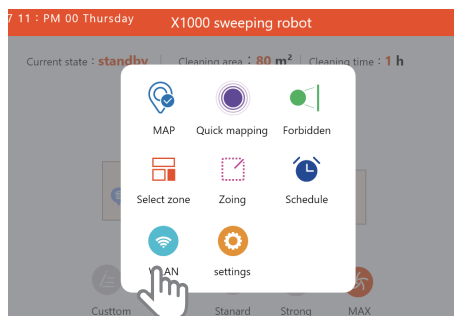 7 11 : PM 00 Thursday X1000 sweeping robot
Current state : standby Cleaning area : 80 m² Cleaning time : 1 h
MAP Quick mapping Forbidden
Select zone Zoing Schedule
settings
Custtom Stanard Strong MAX